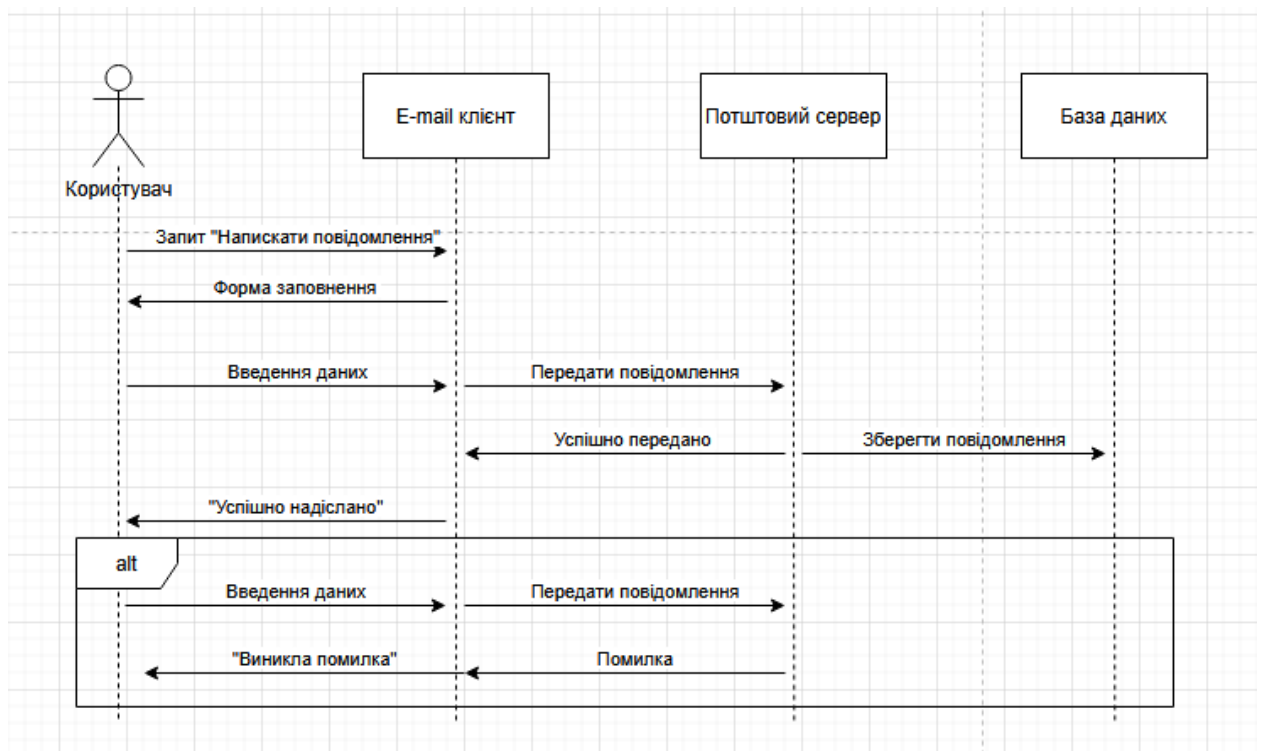 E-mail клієнт
Потштовий сервер
База даних
Користувач
Запит "Напискати повідомлення"
Форма заповнення
Введення даних
Передати повідомлення
Успішно передано
Зберегти повідомлення
"Успішно надіслано"
alt
Введення даних
Передати повідомлення
"Виникла помилка"
Помилка